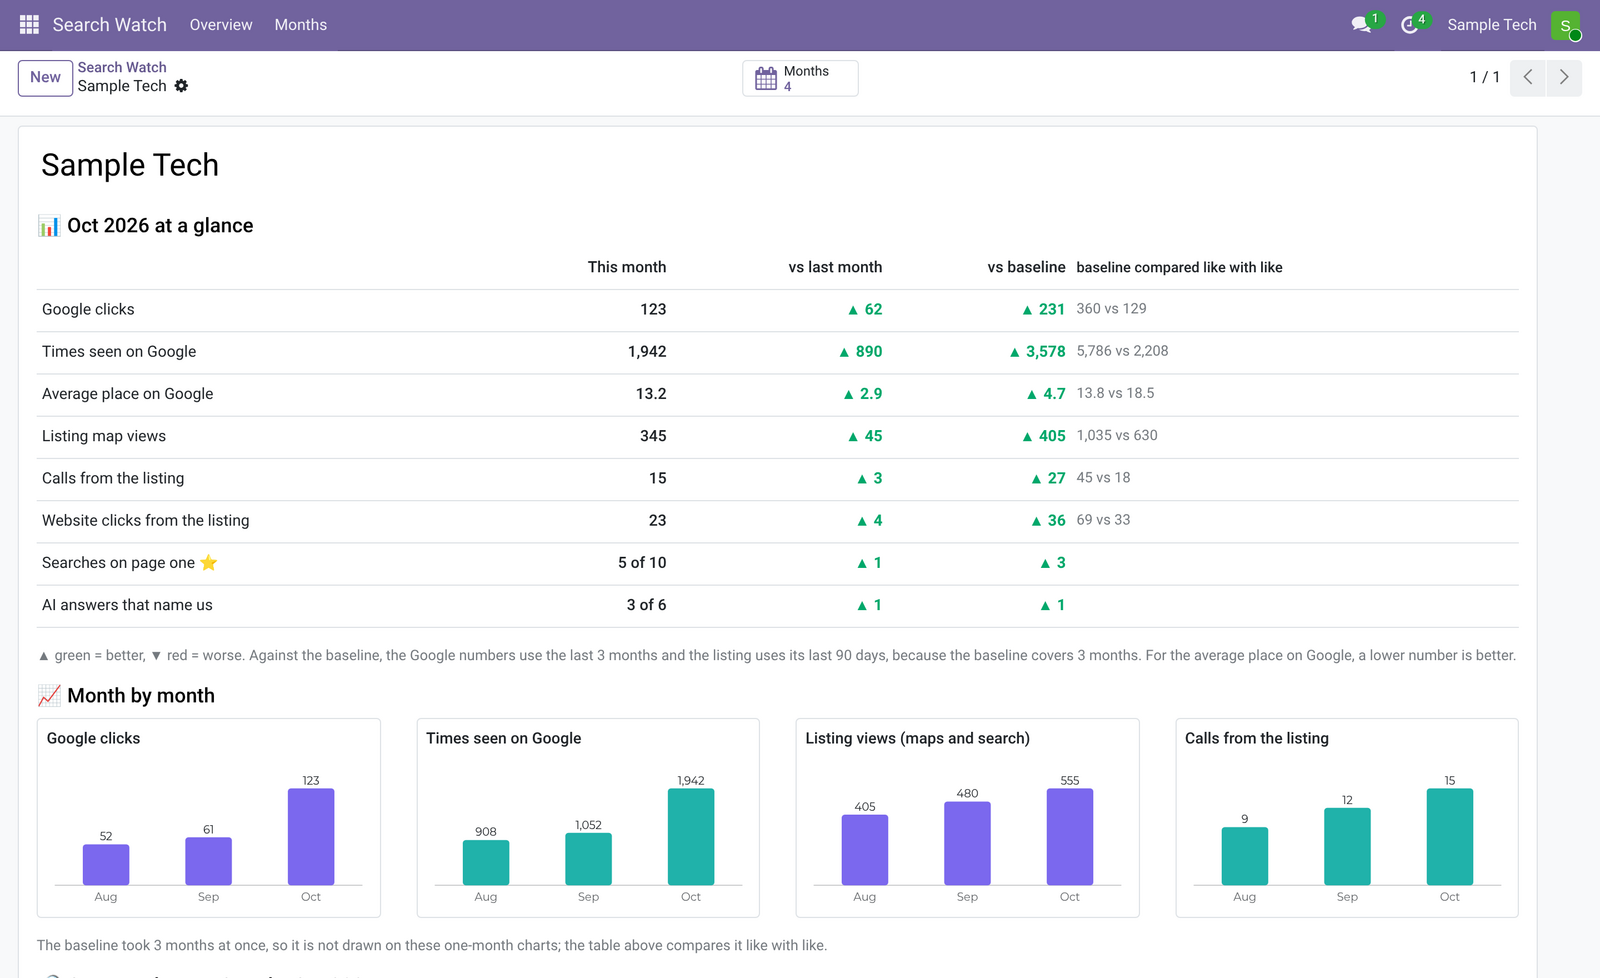 Search Watch Overview Months 1 4 Sample Tech S
New Search Watch
Sample Tech
Months
4
1 / 1
Sample Tech
Oct 2026 at a glance
This month vs last month vs baseline baseline compared like with like
Google clicks 123 ▲ 62 ▲ 231 360 vs 129
Times seen on Google 1,942 ▲ 890 ▲ 3,578 5,786 vs 2,208
Average place on Google 13.2 ▲ 2.9 ▲ 4.7 13.8 vs 18.5
Listing map views 345 ▲ 45 ▲ 405 1,035 vs 630
Calls from the listing 15 ▲ 3 ▲ 27 45 vs 18
Website clicks from the listing 23 ▲ 4 ▲ 36 69 vs 33
Searches on page one ⭐ 5 of 10 ▲ 1 ▲ 3
AI answers that name us 3 of 6 ▲ 1 ▲ 1
▲ green = better, ▼ red = worse. Against the baseline, the Google numbers use the last 3 months and the listing uses its last 90 days, because the baseline covers 3 months. For the average place on Google, a lower number is better.
Month by month
Google clicks
52 61 123
Aug Sep Oct
Times seen on Google
908 1,052 1,942
Aug Sep Oct
Listing views (maps and search)
405 480 555
Aug Sep Oct
Calls from the listing
9 12 15
Aug Sep Oct
The baseline took 3 months at once, so it is not drawn on these one-month charts; the table above compares it like with like.